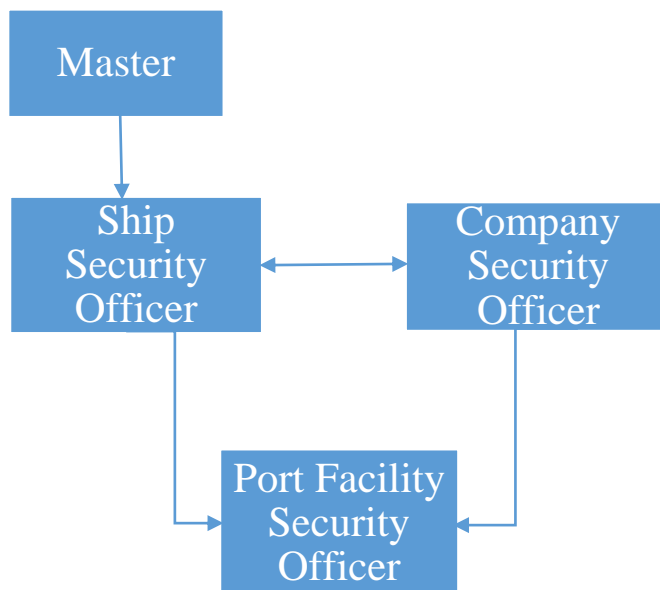 Master
Ship
Security
Officer
Company
Security
Officer
Port Facility
Security
Officer